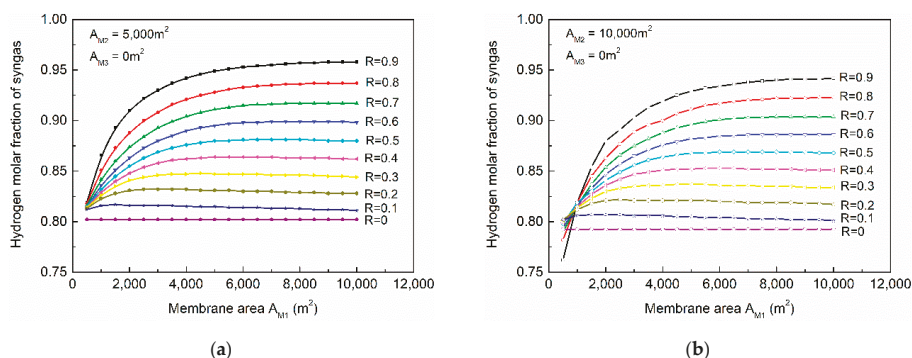 A_M2 = 5,000m²
A_M3 = 0m²
1.00
0.95
0.90
0.85
0.80
0.75
Hydrogen molar fraction of syngas
R=0.9
R=0.8
R=0.7
R=0.6
R=0.5
R=0.4
R=0.3
R=0.2
R=0.1
R=0
0 2,000 4,000 6,000 8,000 10,000 12,000
Membrane area A_M1 (m²)
(a)
A_M2 = 10,000m²
A_M3 = 0m²
1.00
0.95
0.90
0.85
0.80
0.75
Hydrogen molar fraction of syngas
R=0.9
R=0.8
R=0.7
R=0.6
R=0.5
R=0.4
R=0.3
R=0.2
R=0.1
R=0
0 2,000 4,000 6,000 8,000 10,000 12,000
Membrane area A_M1 (m²)
(b)